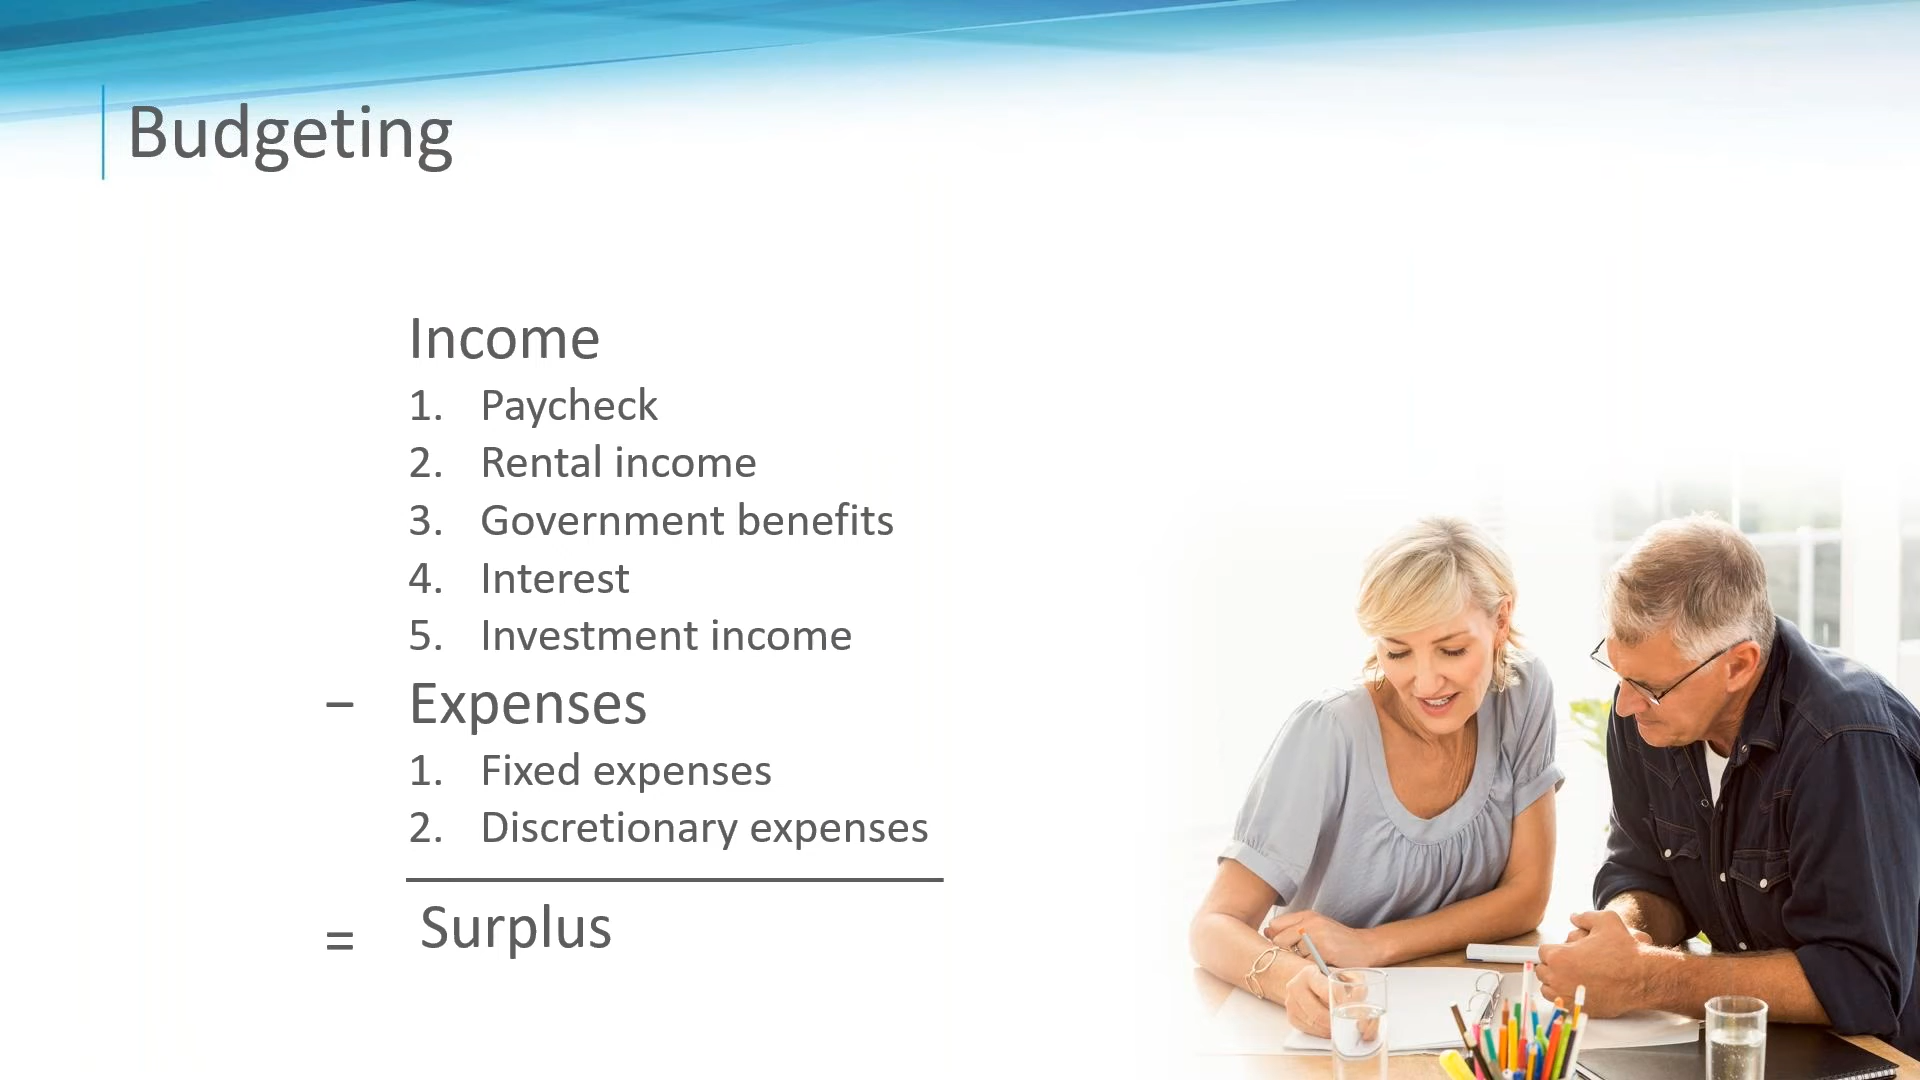 Budgeting
Income
1. Paycheck
2. Rental income
3. Government benefits
4. Interest
5. Investment income
– Expenses
1. Fixed expenses
2. Discretionary expenses
= Surplus